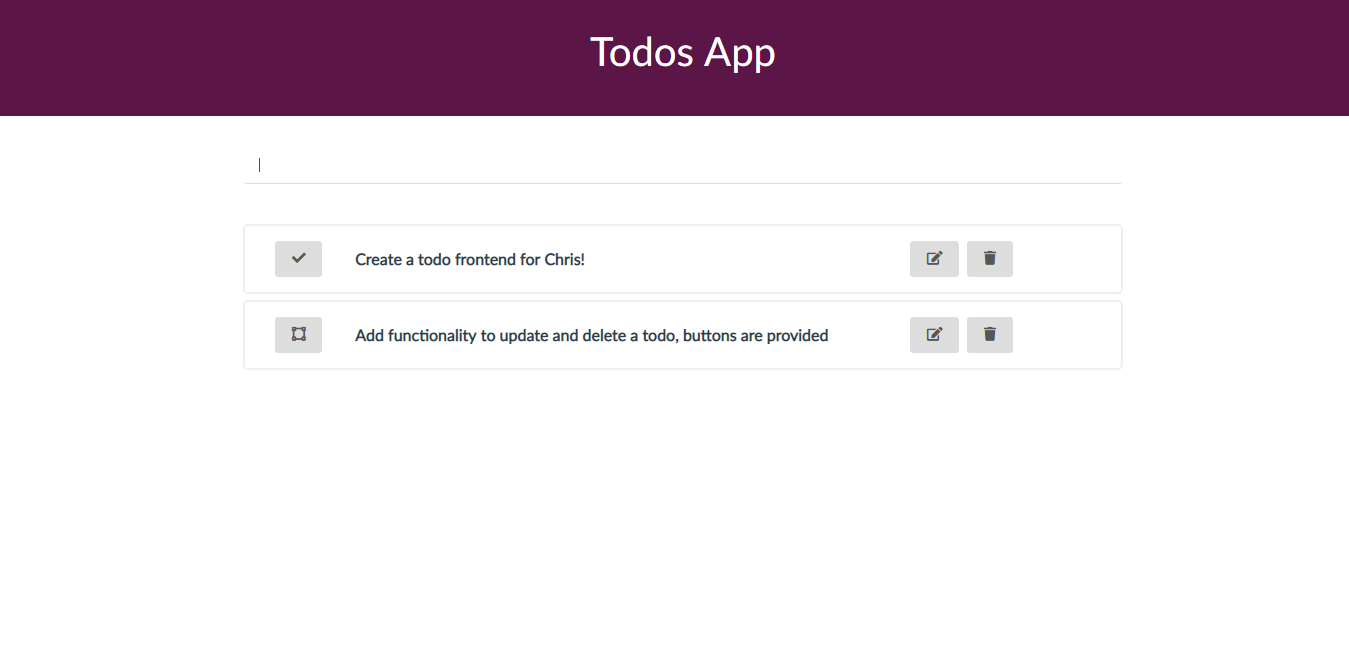 Todos App
Create a todo frontend for Chris!
Add functionality to update and delete a todo, buttons are provided